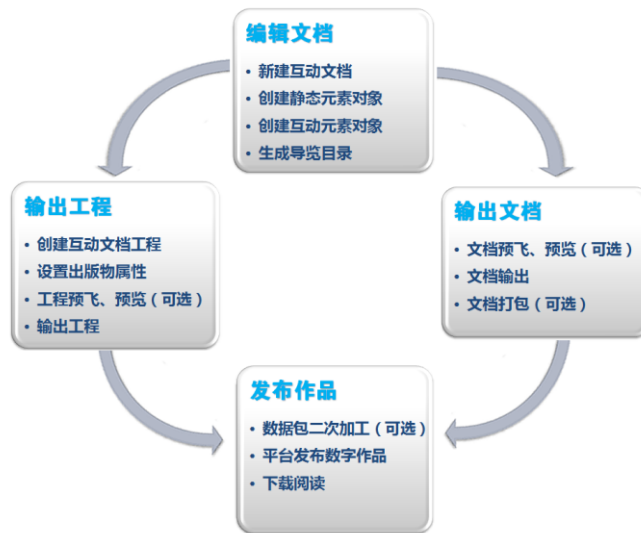 编辑文档
• 新建互动文档
• 创建静态元素对象
• 创建互动元素对象
• 生成导览目录
输出工程
• 创建互动文档工程
• 设置出版物属性
• 工程预飞、预览（可选）
• 输出工程
输出文档
• 文档预飞、预览（可选）
• 文档输出
• 文档打包（可选）
发布作品
• 数据包二次加工（可选）
• 平台发布数字作品
• 下载阅读